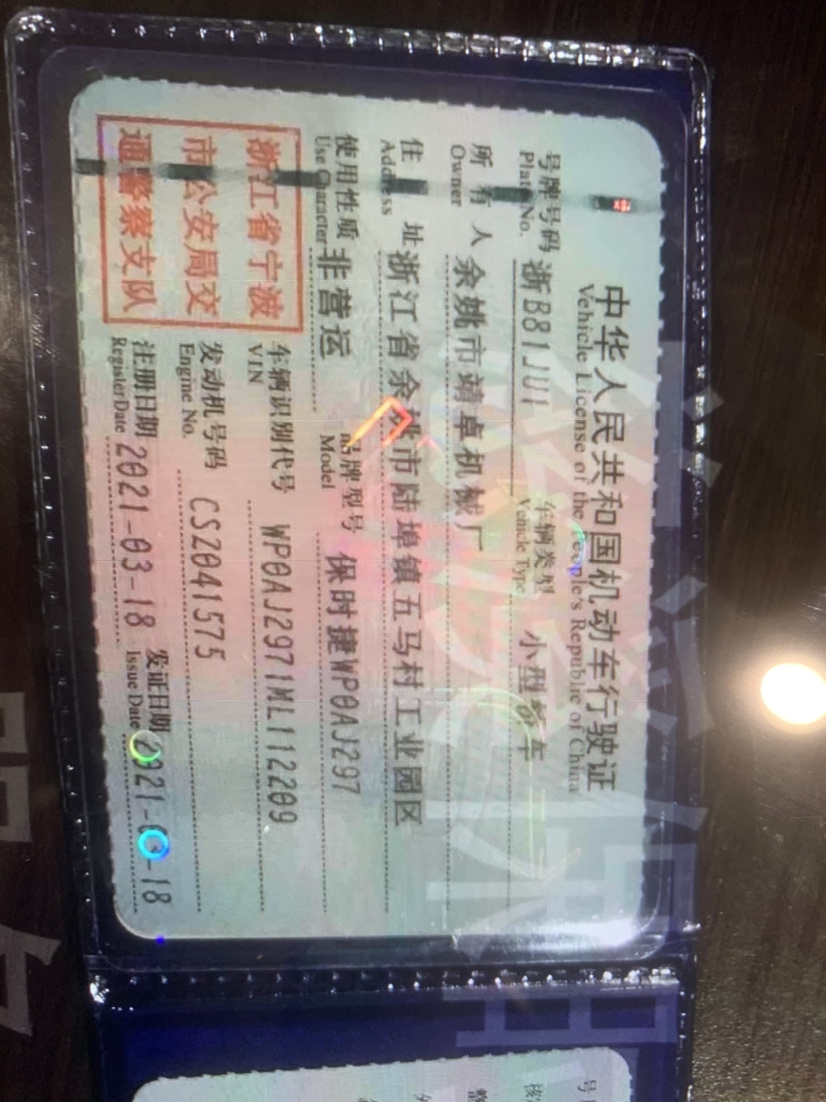 中华人民共和国机动车行驶证
Vehicle License of the People's Republic of China
号牌号码 浙B81JU1 车辆类型 小型轿车
Plate No. Vehicle Type
所有人 余姚市靖卓机械厂
Owner
住址 浙江省余姚市陆埠镇五马村工业园区
Address
使用性质 非营运 品牌型号 保时捷WP0AJ297
Use Character Model
浙江省宁波
市公安局交
通警察支队
车辆识别代号 WP0AJ2971ML112209
VIN
发动机号码 CSZ041575
Engine No.
注册日期 2021-03-18 发证日期 2021-03-18
Register Date Issue Date